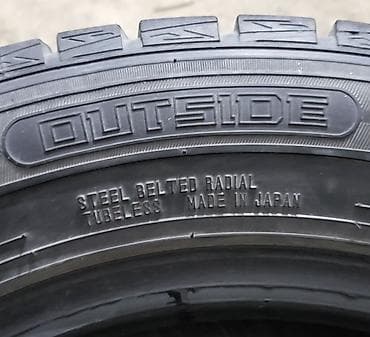 OUTSIDE
STEEL BELTED RADIAL
TUBELESS MADE IN JAPAN